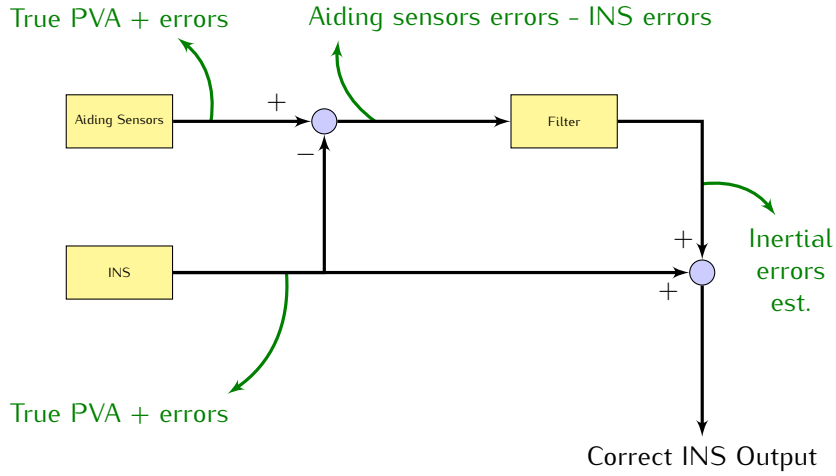 True PVA + errors
Aiding sensors errors - INS errors
Aiding Sensors
+
Filter
−
INS
+
+
Inertial
errors
est.
True PVA + errors
Correct INS Output